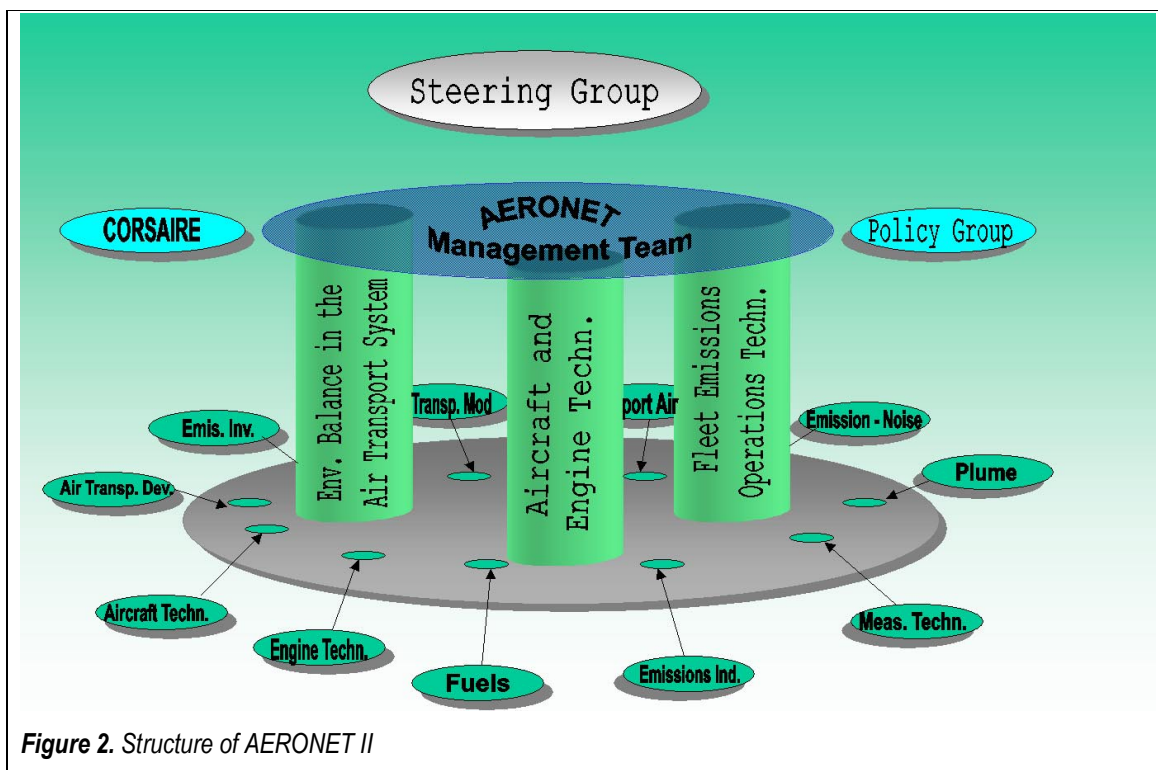 Steering Group
AERONET
Management Team
CORSAIRE
Policy Group
Env. Balance in the
Air Transport System
Aircraft and
Engine Techn.
Fleet Emissions
Operations Techn.
Transp. Mod
port Air
Emis. Inv.
Emission - Noise
Air Transp. Dev.
Plume
Aircraft Techn.
Meas. Techn.
Engine Techn.
Fuels
Emissions Ind.
Figure 2. Structure of AERONET II